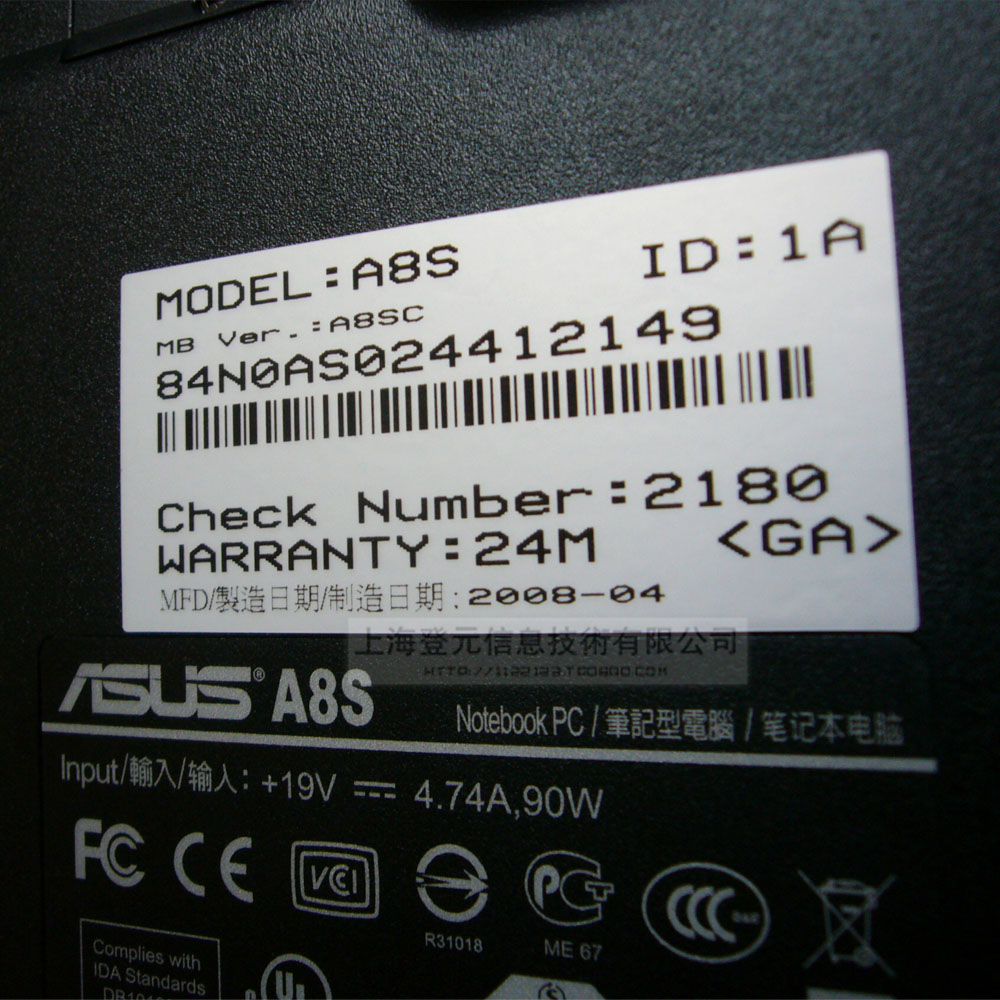 MODEL:A8S ID:1A
MB Ver.:A8SC
84N0AS024412149
Check Number:2180
WARRANTY:24M <GA>
MFD/製造日期/制造日期:2008-04
上海登元信息技術有限公司
ASUS® A8S
Notebook PC / 筆記型電腦 / 笔记本电脑
Input/輸入/输入: +19V ⎓ 4.74A,90W
FC CE VCI PCT CCC
R31018 ME 67
Complies with
IDA Standards
UL